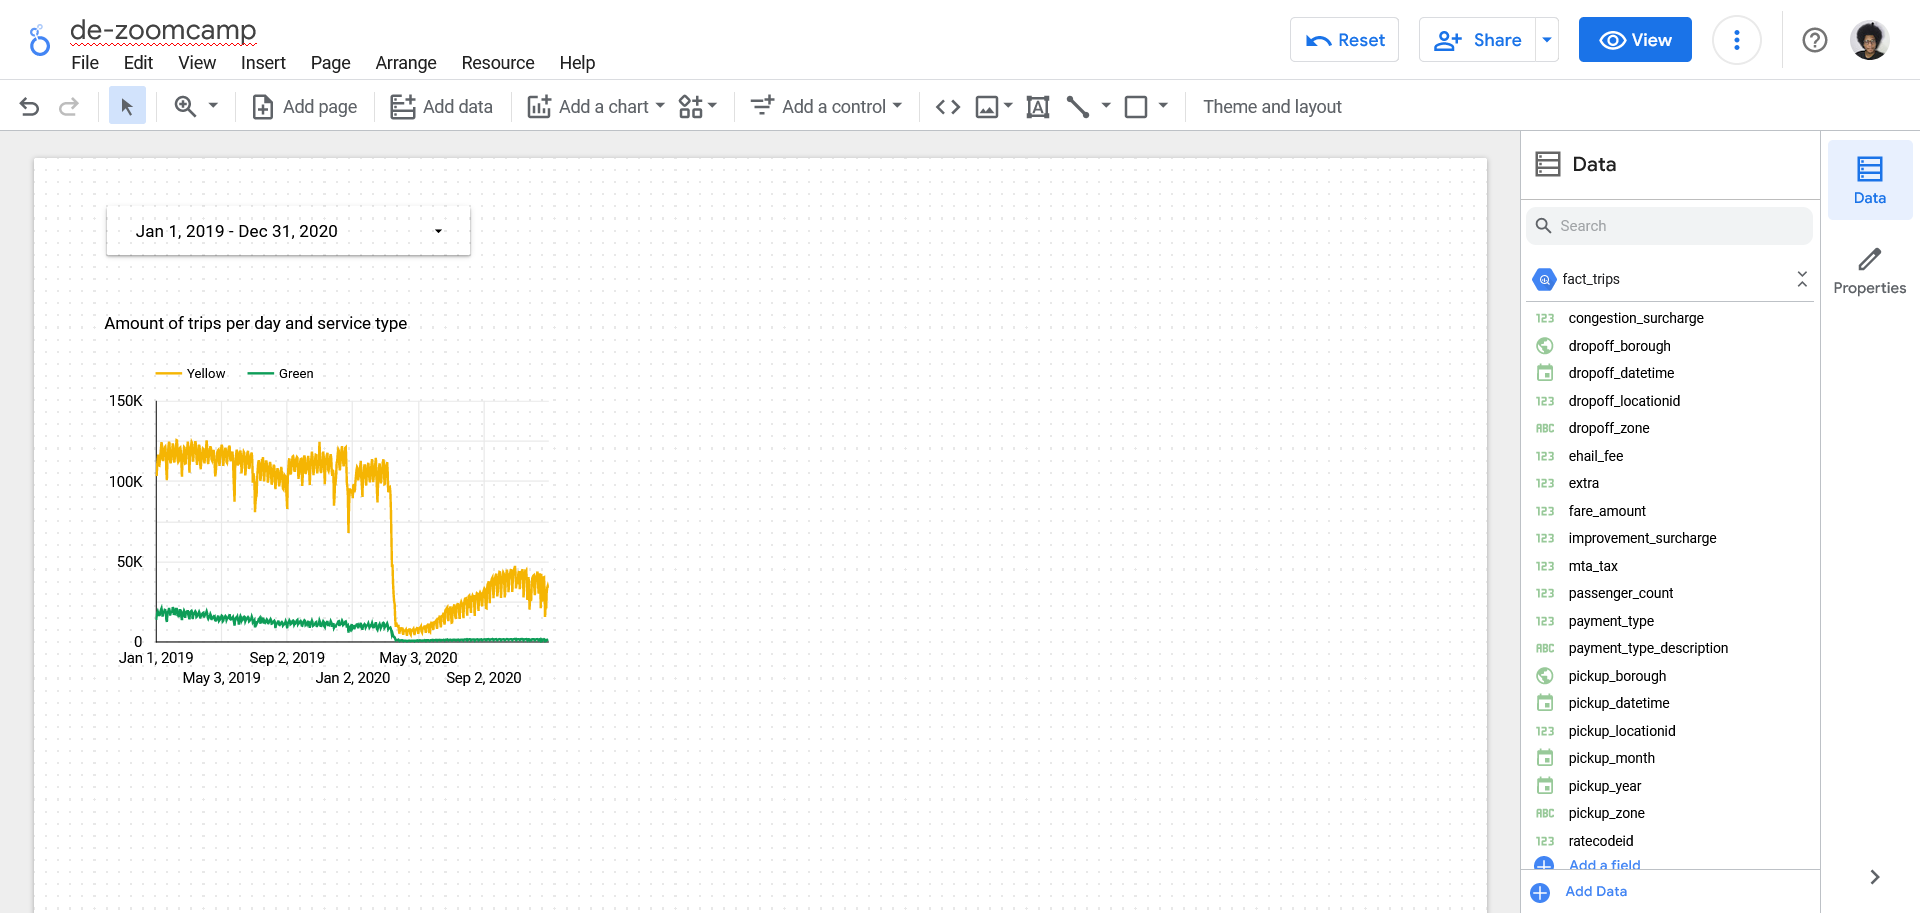 de-zoomcamp
File Edit View Insert Page Arrange Resource Help
Reset
Share
View
Add page
Add data
Add a chart
Add a control
Theme and layout
Jan 1, 2019 - Dec 31, 2020
Amount of trips per day and service type
Yellow Green
150K
100K
50K
0
Jan 1, 2019 Sep 2, 2019 May 3, 2020
May 3, 2019 Jan 2, 2020 Sep 2, 2020
Data
Search
fact_trips
123 congestion_surcharge
dropoff_borough
dropoff_datetime
123 dropoff_locationid
ABC dropoff_zone
123 ehail_fee
123 extra
123 fare_amount
123 improvement_surcharge
123 mta_tax
123 passenger_count
123 payment_type
ABC payment_type_description
pickup_borough
pickup_datetime
123 pickup_locationid
pickup_month
pickup_year
ABC pickup_zone
123 ratecodeid
Add a field
Add Data
Data
Properties